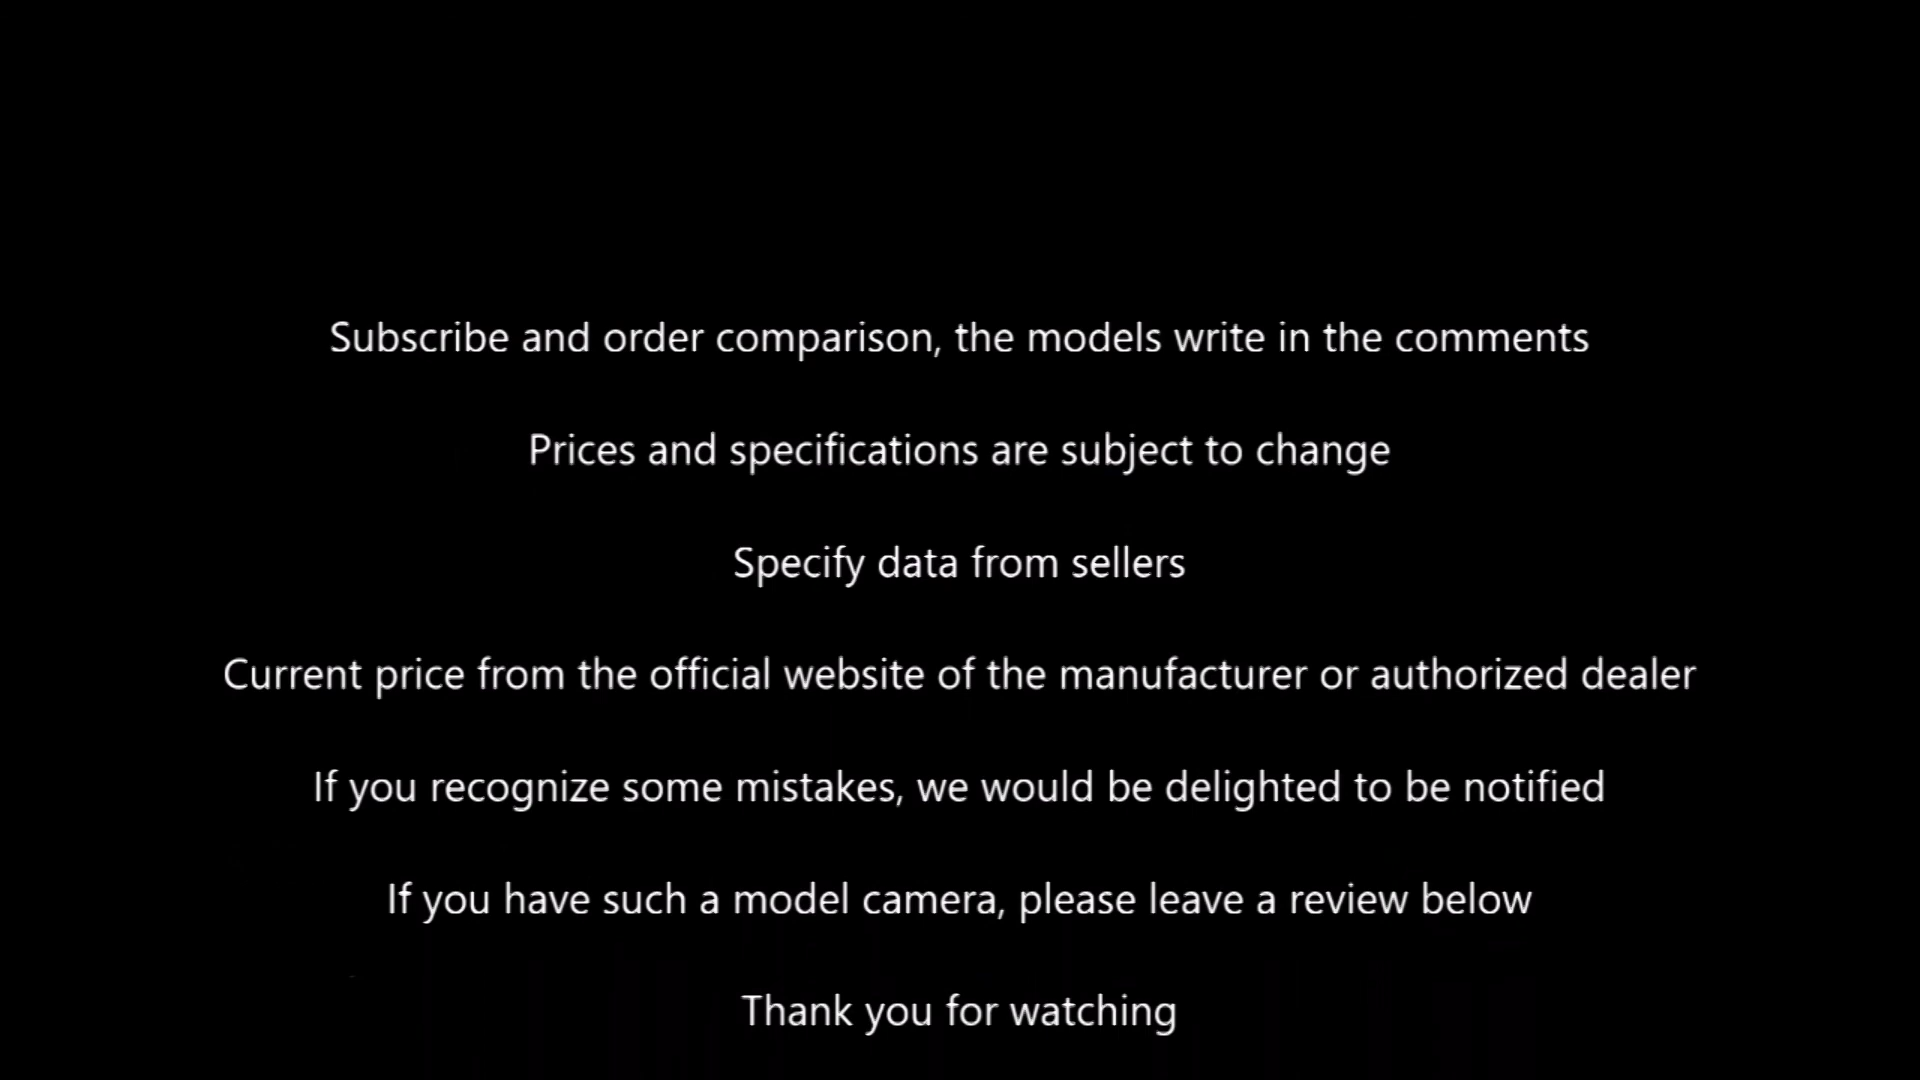 Subscribe and order comparison, the models write in the comments
Prices and specifications are subject to change
Specify data from sellers
Current price from the official website of the manufacturer or authorized dealer
If you recognize some mistakes, we would be delighted to be notified
If you have such a model camera, please leave a review below
Thank you for watching